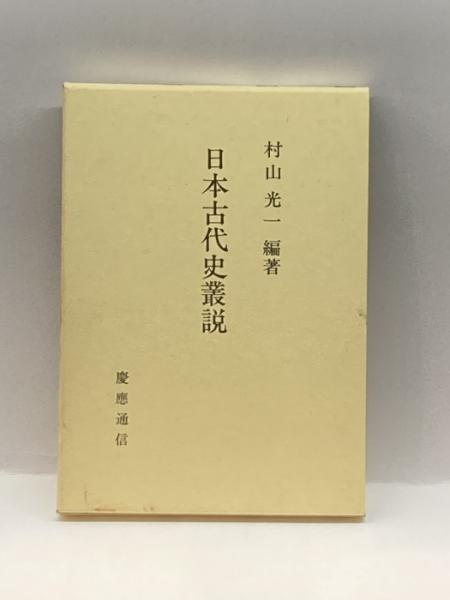 村山光一 編著
日本古代史叢説
慶應通信